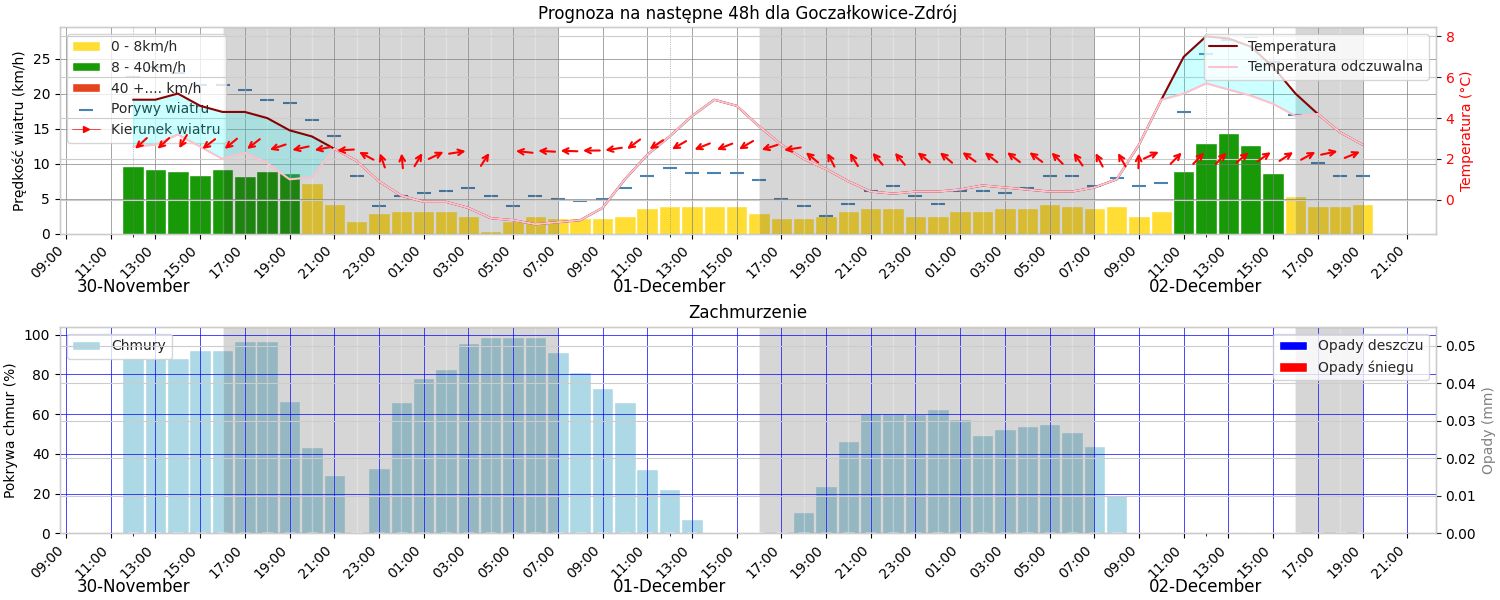 Prognoza na następne 48h dla Goczałkowice-Zdrój
Prędkość wiatru (km/h)
25
20
15
10
5
0
0 - 8km/h
8 - 40km/h
40 +.... km/h
Porywy wiatru
Kierunek wiatru
Temperatura
Temperatura odczuwalna
8
6
4
2
0
Temperatura (°C)
09:00 11:00 13:00 15:00 17:00 19:00 21:00 23:00 01:00 03:00 05:00 07:00 09:00 11:00 13:00 15:00 17:00 19:00 21:00 23:00 01:00 03:00 05:00 07:00 09:00 11:00 13:00 15:00 17:00 19:00 21:00
30-November 01-December 02-December
Zachmurzenie
Pokrywa chmur (%)
100
80
60
40
20
0
Chmury
Opady deszczu
Opady śniegu
0.05
0.04
0.03
0.02
0.01
0.00
Opady (mm)
09:00 11:00 13:00 15:00 17:00 19:00 21:00 23:00 01:00 03:00 05:00 07:00 09:00 11:00 13:00 15:00 17:00 19:00 21:00 23:00 01:00 03:00 05:00 07:00 09:00 11:00 13:00 15:00 17:00 19:00 21:00
30-November 01-December 02-December